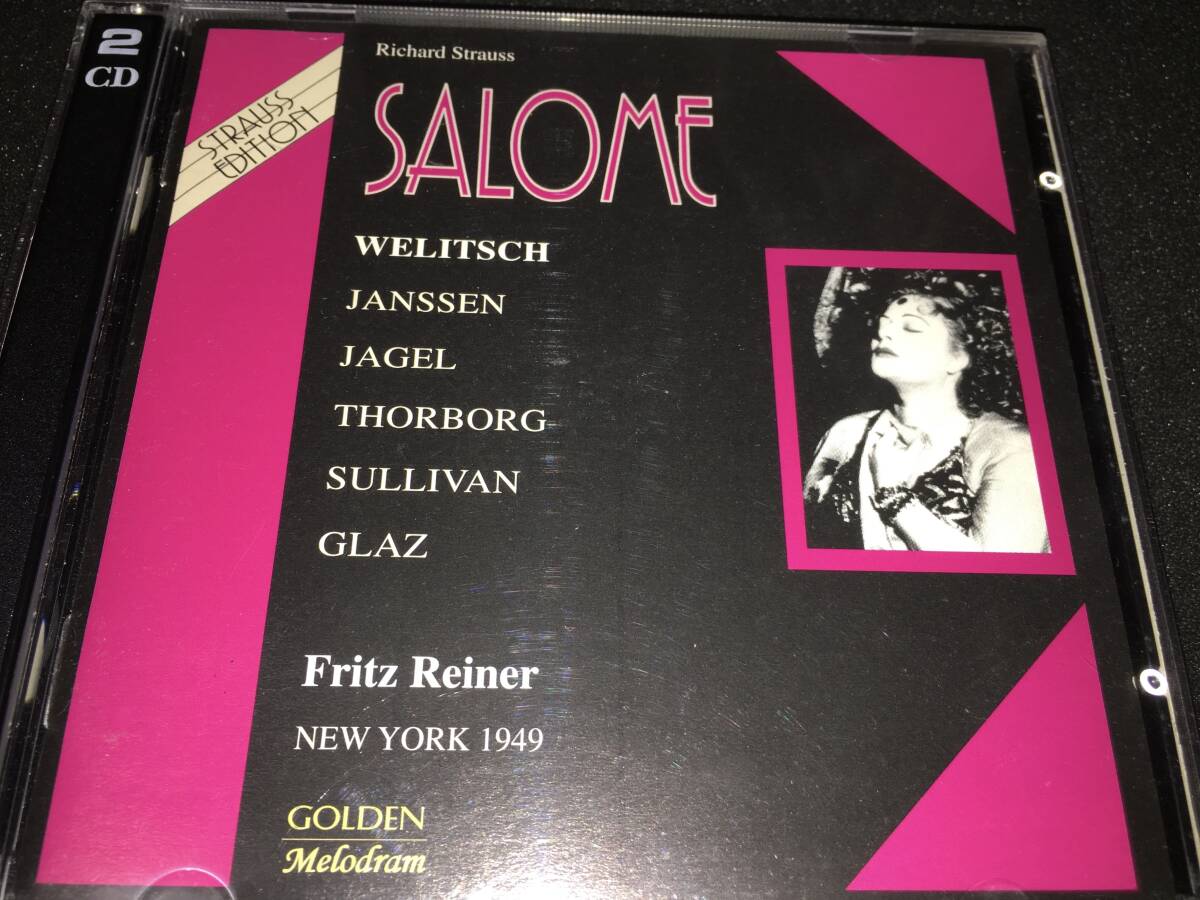 2
CD
STRAUSS
EDITION
Richard Strauss
SALOME
WELITSCH
JANSSEN
JAGEL
THORBORG
SULLIVAN
GLAZ
Fritz Reiner
NEW YORK 1949
GOLDEN
Melodram